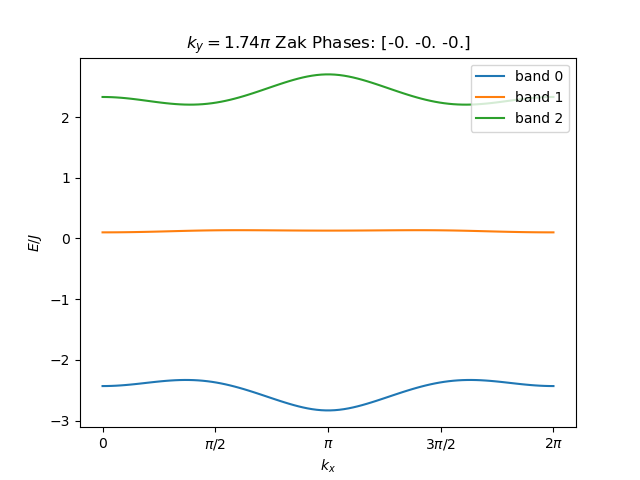 $k_y = 1.74\pi$ Zak Phases: [-0. -0. -0.]
band 0
band 1
band 2
2
1
0
−1
−2
−3
E/J
0
π/2
π
3π/2
2π
$k_x$